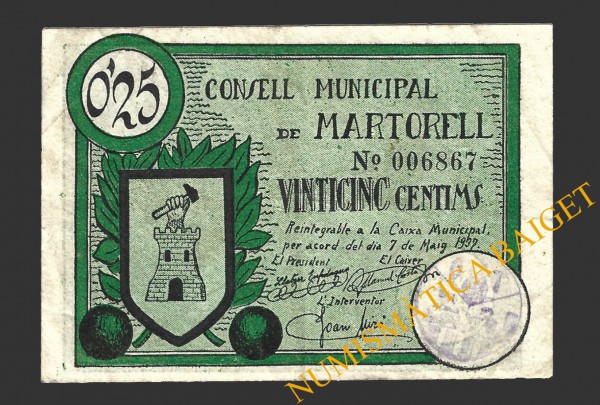 0'25
CONSELL MUNICIPAL
DE MARTORELL
Nº 006867
VINTICINC CENTIMS
Reintegrable a la Caixa Municipal,
per acord del dia 7 de Maig 1937.
El President El Caixer
L'Interventor
Joan
NUMISMATICA BAIGET